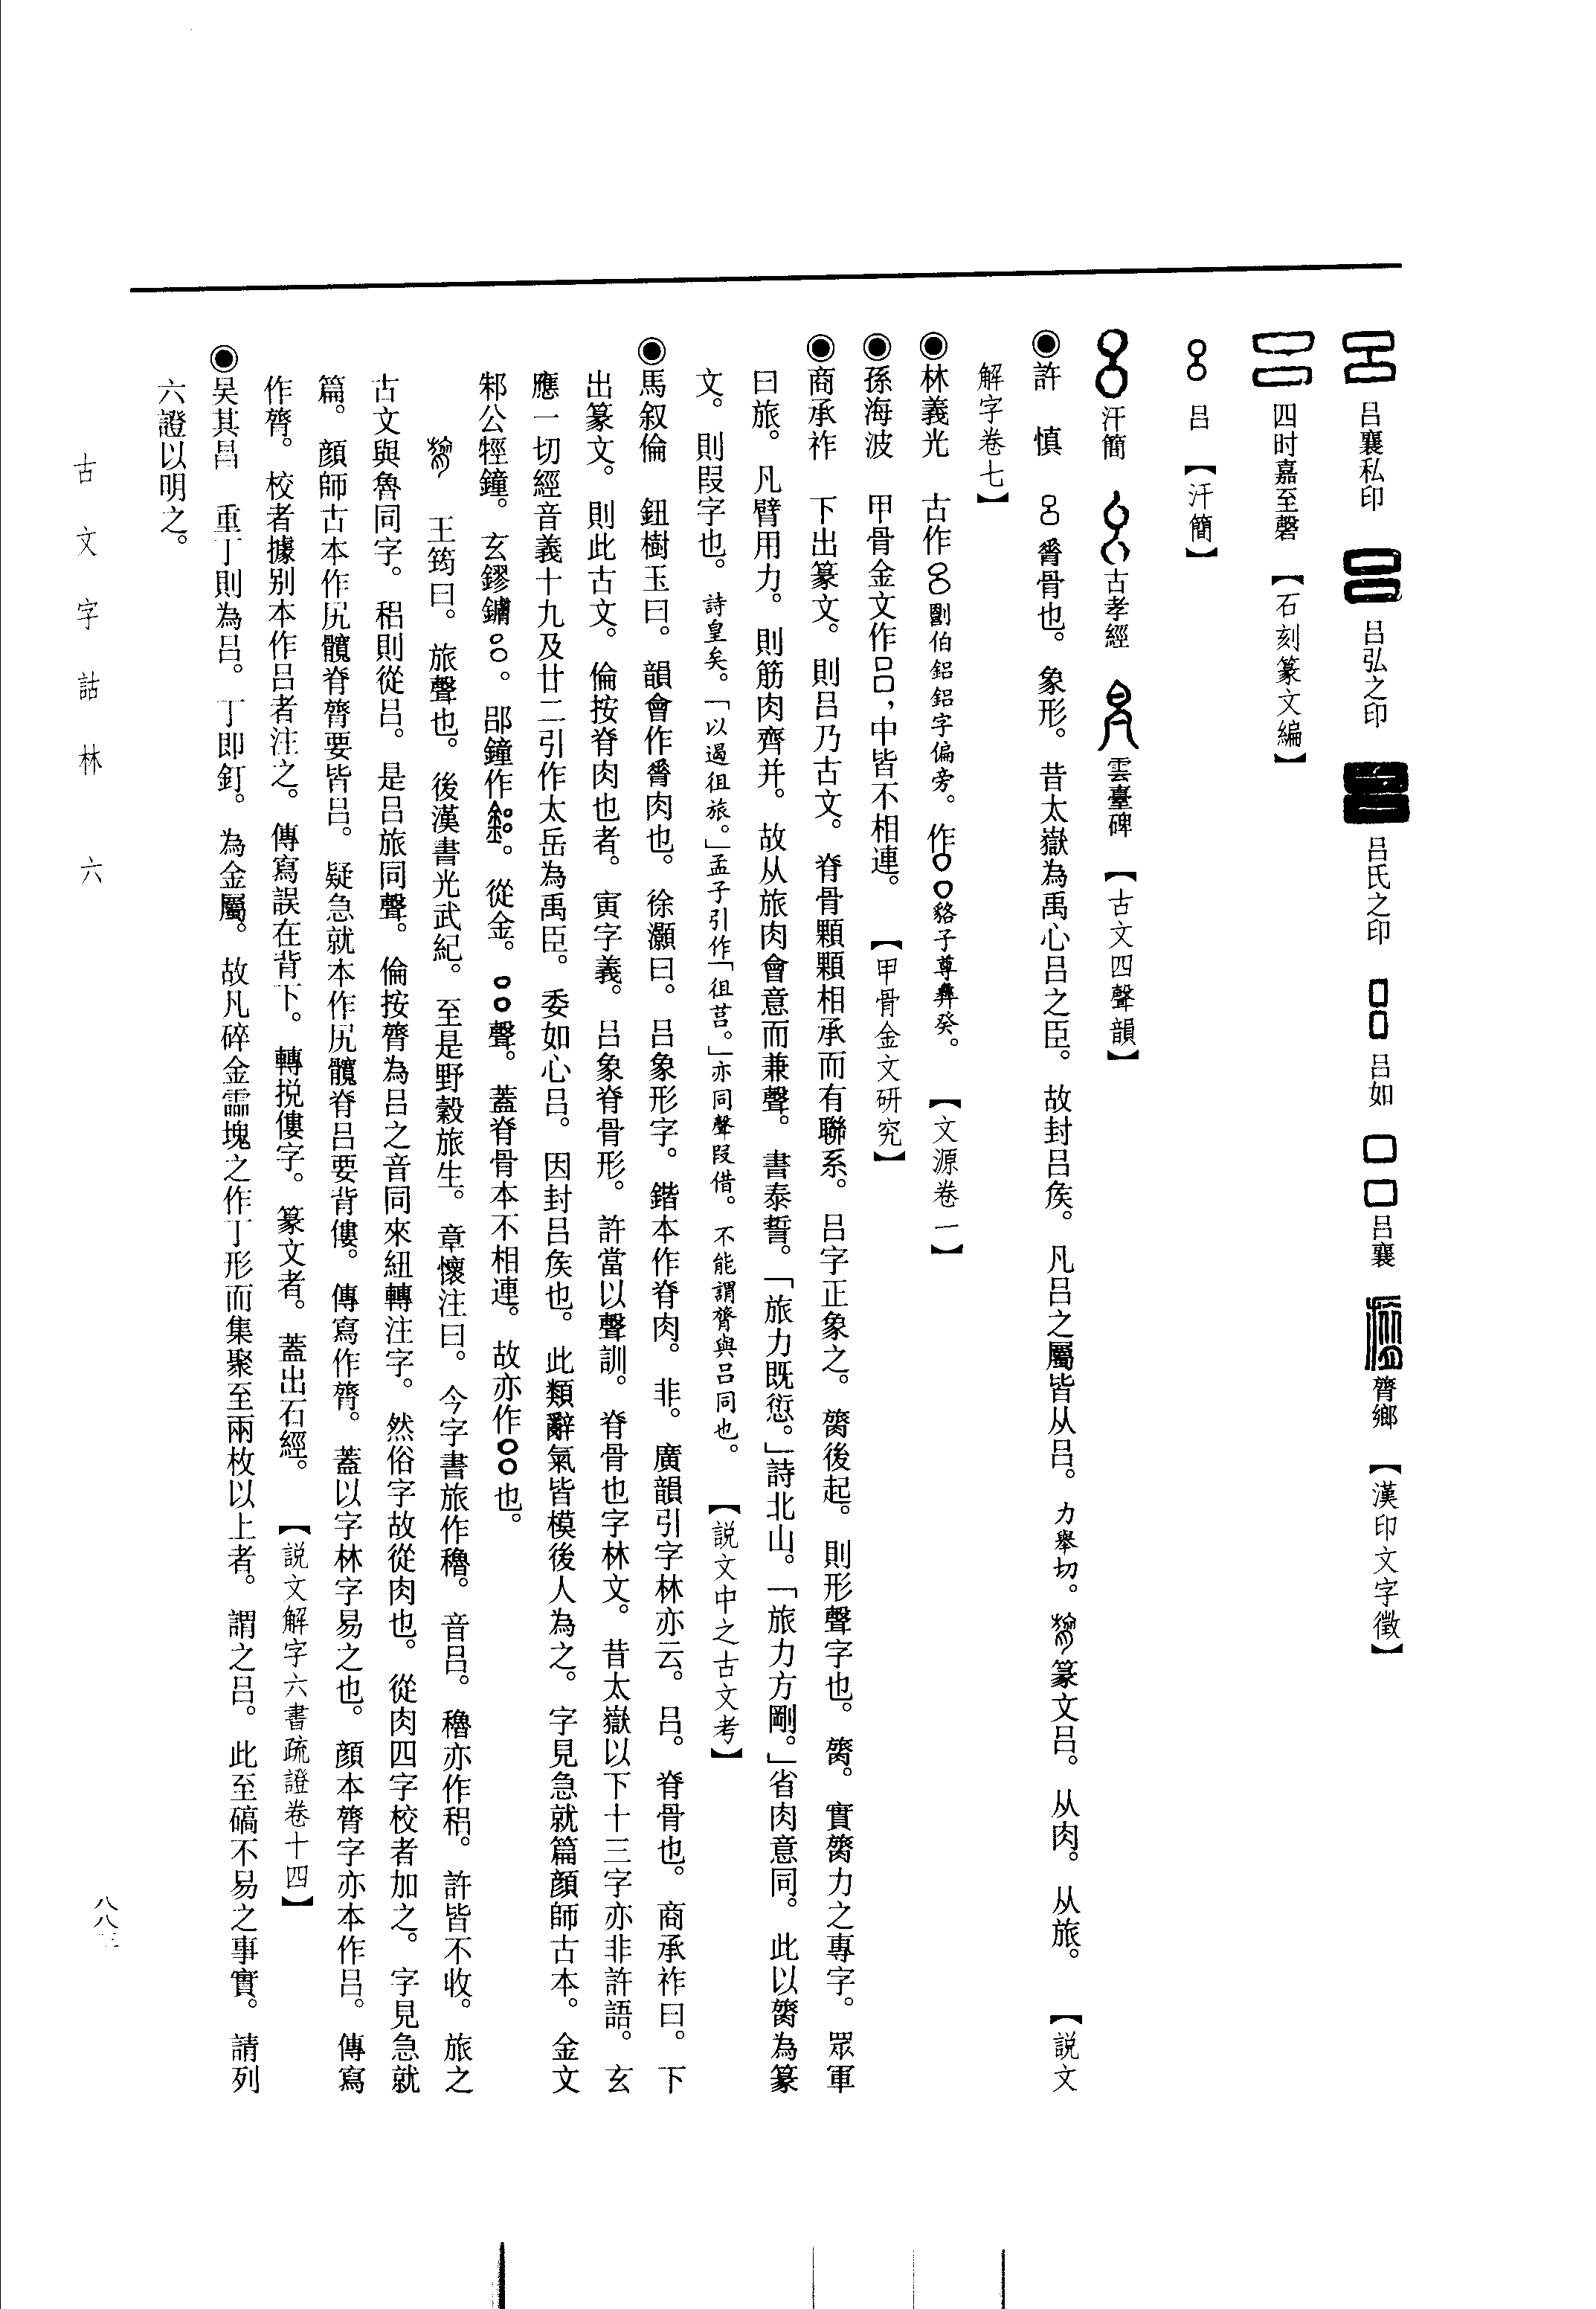 吕襄私印 吕弘之印 吕氏之印 吕如 吕襄 膂鄉 【漢印文字徵】
四时嘉至磬 【石刻篆文編】
吕 【汗簡】
汗簡 古孝經 雲臺碑 【古文四聲韻】
◉許 慎 吕脊骨也。象形。昔太嶽為禹心吕之臣。故封吕矦。凡吕之屬皆从吕。力舉切。篆文吕。从肉。从旅。 【説文
解字卷七】
◉林義光 古作 劉伯鋁鋁字偏旁。作 貉子尊彝癸。 【文源卷一】
◉孫海波 甲骨金文作吕,中皆不相連。 【甲骨金文研究】
◉商承祚 下出篆文。則吕乃古文。脊骨顆顆相承而有聯系。吕字正象之。膂後起。則形聲字也。膂。實膂力之專字。眾軍
曰旅。凡臂用力。則筋肉齊并。故从旅肉會意而兼聲。書泰誓。「旅力既愆。」詩北山。「旅力方剛。」省肉意同。此以膂為篆
文。則叚字也。詩皇矣。「以遏徂旅。」孟子引作「徂莒。」亦同聲叚借。不能謂膂與吕同也。 【説文中之古文考】
◉馬叙倫 鈕樹玉曰。韻會作脊肉也。徐灝曰。吕象形字。鍇本作脊肉。非。廣韻引字林亦云。吕。脊骨也。商承祚曰。下
出篆文。則此古文。倫按脊肉也者。寅字義。吕象脊骨形。許當以聲訓。脊骨也字林文。昔太嶽以下十三字亦非許語。玄
應一切經音義十九及廿二引作太岳為禹臣。委如心吕。因封吕矦也。此類辭氣皆模後人為之。字見急就篇顔師古本。金文
邾公牼鐘。玄鏐鏞 。郘鐘作 。從金。 聲。蓋脊骨本不相連。故亦作 也。
王筠曰。旅聲也。後漢書光武紀。至是野穀旅生。章懷注曰。今字書旅作穭。音吕。穭亦作稆。許皆不收。旅之
古文與魯同字。稆則從吕。是吕旅同聲。倫按膂為吕之音同來紐轉注字。然俗字故從肉也。從肉四字校者加之。字見急就
篇。顔師古本作尻髖脊膂要皆吕。疑急就本作尻髖脊吕要背僂。傳寫作膂。蓋以字林字易之也。顔本膂字亦本作吕。傳寫
作膂。校者據别本作吕者注之。傳寫誤在背下。轉捝僂字。篆文者。蓋出石經。 【説文解字六書疏證卷十四】
◉吴其昌 重丁則為吕。丁即釘。為金屬。故凡碎金霝塊之作丁形而集聚至兩枚以上者。謂之吕。此至碻不易之事實。請列
六證以明之。
古文字詁林 六
八八三